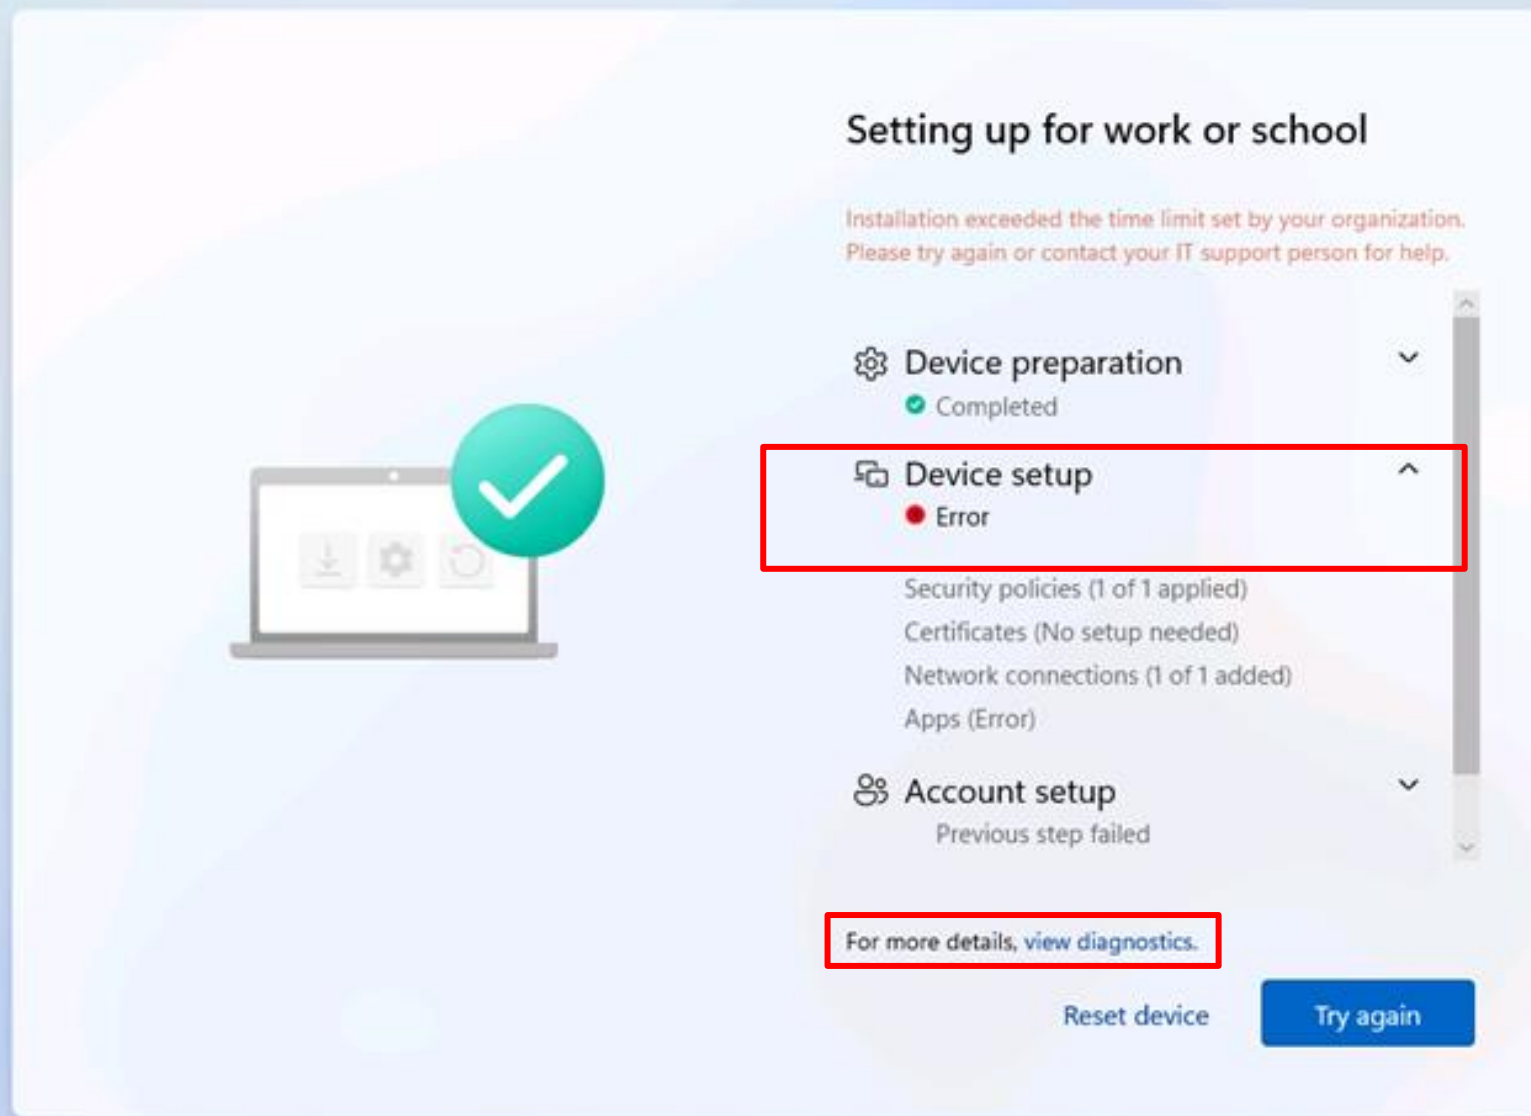 Setting up for work or school
Installation exceeded the time limit set by your organization.
Please try again or contact your IT support person for help.
Device preparation
Completed
Device setup
Error
Security policies (1 of 1 applied)
Certificates (No setup needed)
Network connections (1 of 1 added)
Apps (Error)
Account setup
Previous step failed
For more details, view diagnostics.
Reset device
Try again